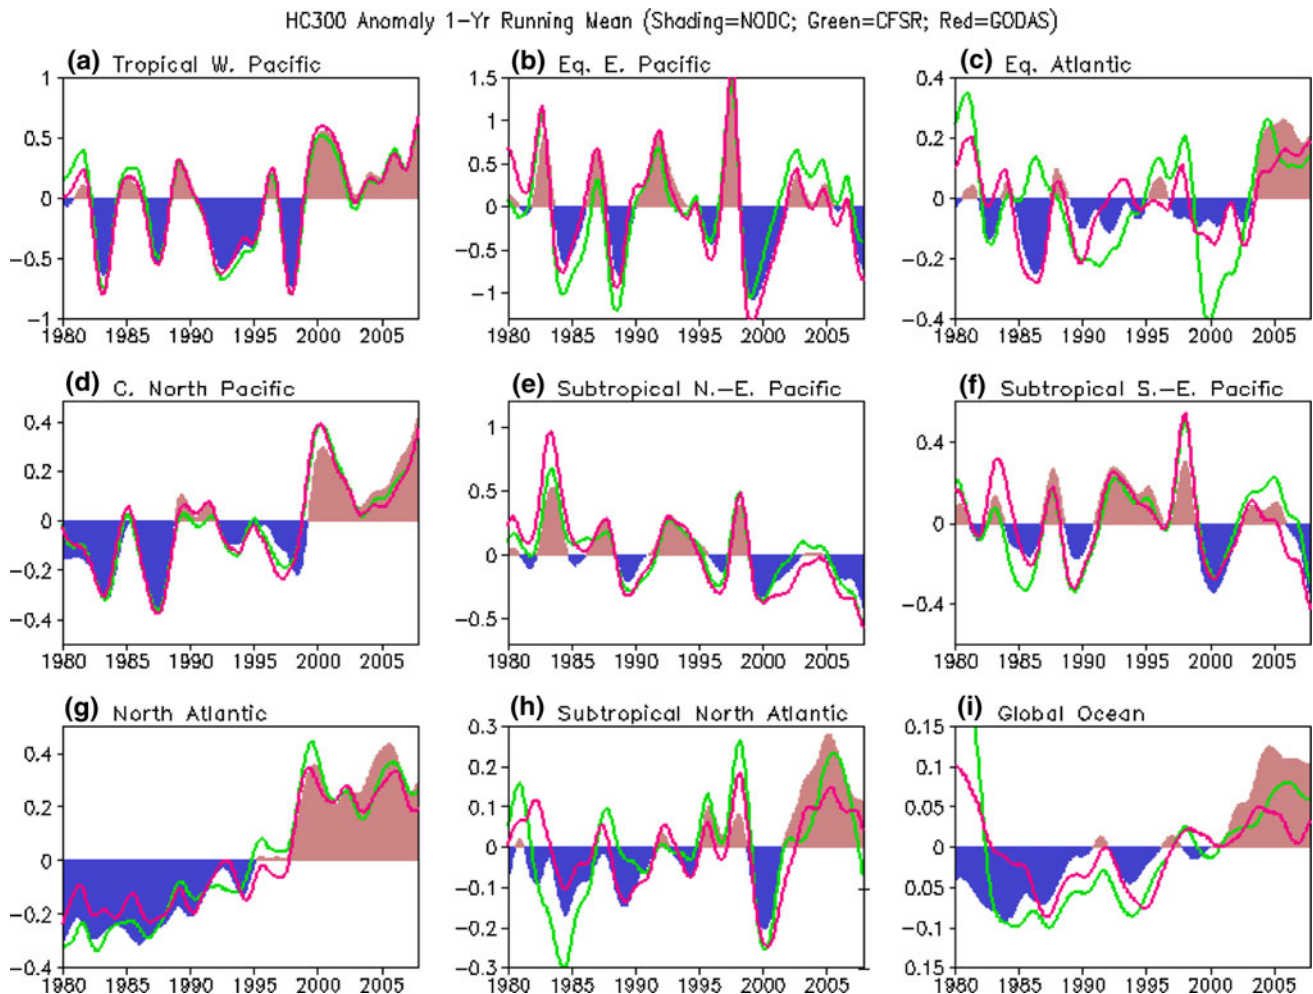 HC300 Anomaly 1-Yr Running Mean (Shading=NODC; Green=CFSR; Red=GODAS)
(a) Tropical W. Pacific
1
0.5
0
-0.5
-1
1980 1985 1990 1995 2000 2005
(b) Eq. E. Pacific
1.5
1
0.5
0
-0.5
-1
1980 1985 1990 1995 2000 2005
(c) Eq. Atlantic
0.4
0.2
0
-0.2
-0.4
1980 1985 1990 1995 2000 2005
(d) C. North Pacific
0.4
0.2
0
-0.2
-0.4
1980 1985 1990 1995 2000 2005
(e) Subtropical N.-E. Pacific
1
0.5
0
-0.5
1980 1985 1990 1995 2000 2005
(f) Subtropical S.-E. Pacific
0.4
0
-0.4
1980 1985 1990 1995 2000 2005
(g) North Atlantic
0.4
0.2
0
-0.2
-0.4
1980 1985 1990 1995 2000 2005
(h) Subtropical North Atlantic
0.3
0.2
0.1
0
-0.1
-0.2
-0.3
1980 1985 1990 1995 2000 2005
(i) Global Ocean
0.15
0.1
0.05
0
0.05
0.1
0.15
1980 1985 1990 1995 2000 2005